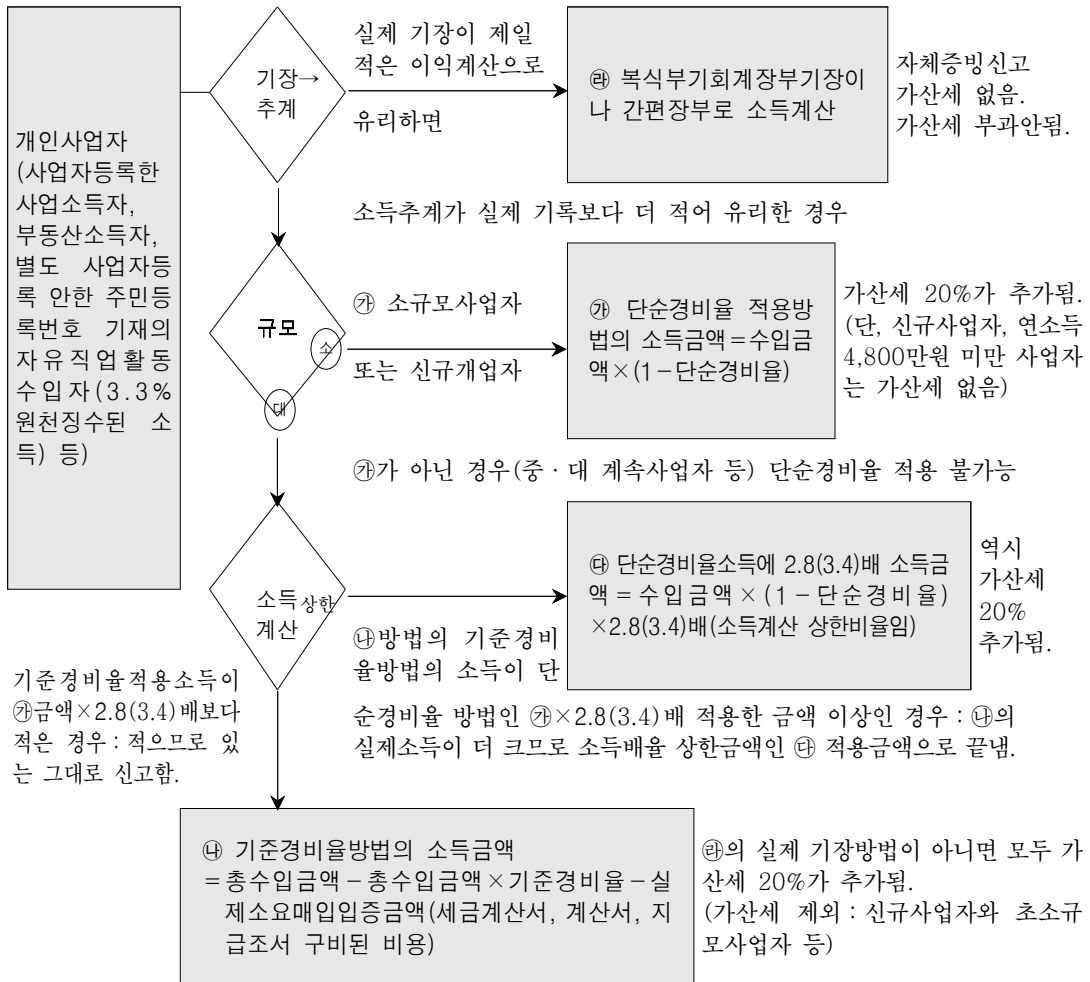 개인사업자
(사업자등록한
사업소득자,
부동산소득자,
별도 사업자등
록 안한 주민등
록번호 기재의
자유직업활동
수입자(3.3%
원천징수된 소
득) 등)
기장→
추계
실제 기장이 제일
적은 이익계산으로
유리하면
㉱ 복식부기회계장부기장이
나 간편장부로 소득계산
자체증빙신고
가산세 없음.
가산세 부과안됨.
소득추계가 실제 기록보다 더 적어 유리한 경우
규모
소
대
㉮ 소규모사업자
또는 신규개업자
㉮ 단순경비율 적용방
법의 소득금액=수입금
액×(1-단순경비율)
가산세 20%가 추가됨.
(단, 신규사업자, 연소득
4,800만원 미만 사업자
는 가산세 없음)
㉮가 아닌 경우(중·대 계속사업자 등) 단순경비율 적용 불가능
소득상한
계산
㉰ 단순경비율소득에 2.8(3.4)배 소득금
액=수입금액×(1-단순경비율)
×2.8(3.4)배(소득계산 상한비율임)
역시
가산세
20%
추가됨.
㉯방법의 기준경비
율방법의 소득이 단
순경비율 방법인 ㉮×2.8(3.4)배 적용한 금액 이상인 경우:㉯의
실제소득이 더 크므로 소득배율 상한금액인 ㉰ 적용금액으로 끝냄.
기준경비율적용소득이
㉮금액×2.8(3.4)배보다
적은 경우:적으므로 있
는 그대로 신고함.
㉯ 기준경비율방법의 소득금액
=총수입금액-총수입금액×기준경비율-실
제소요매입입증금액(세금계산서, 계산서, 지
급조서 구비된 비용)
㉱의 실제 기장방법이 아니면 모두 가
산세 20%가 추가됨.
(가산세 제외:신규사업자와 초소규
모사업자 등)